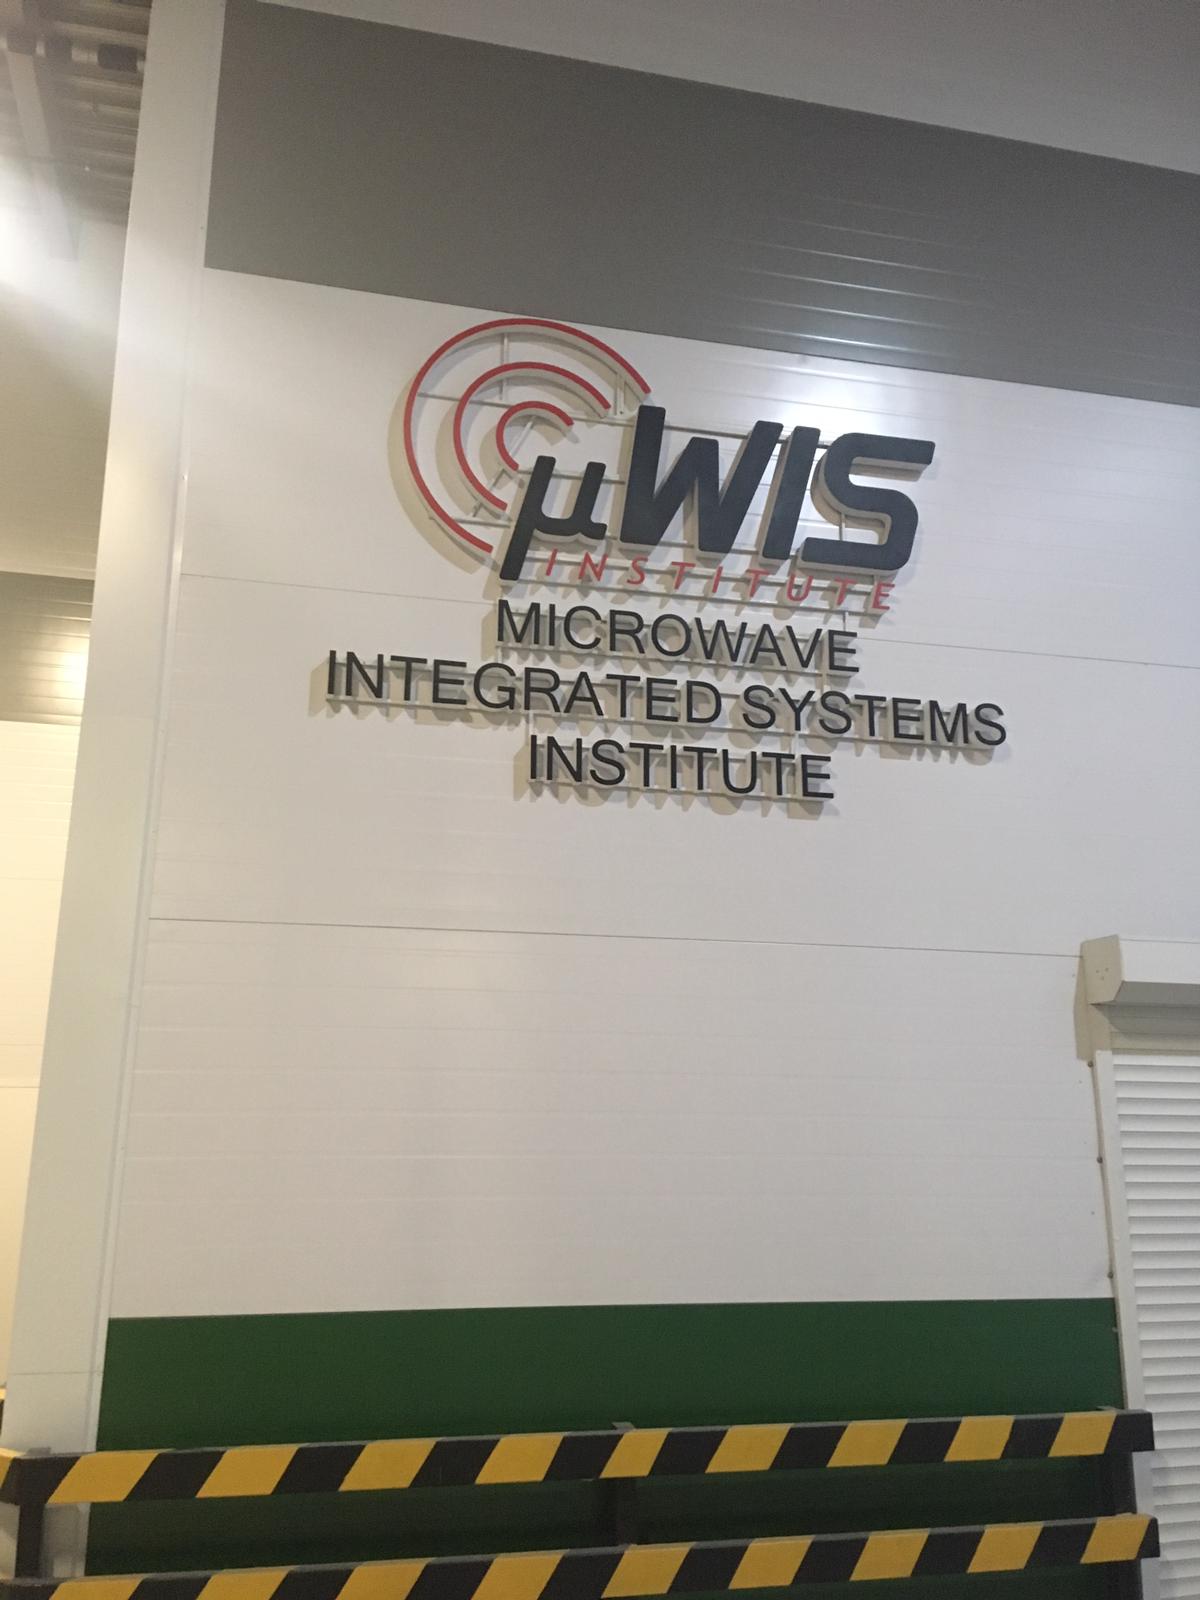 µWIS
INSTITUTE
MICROWAVE
INTEGRATED SYSTEMS
INSTITUTE